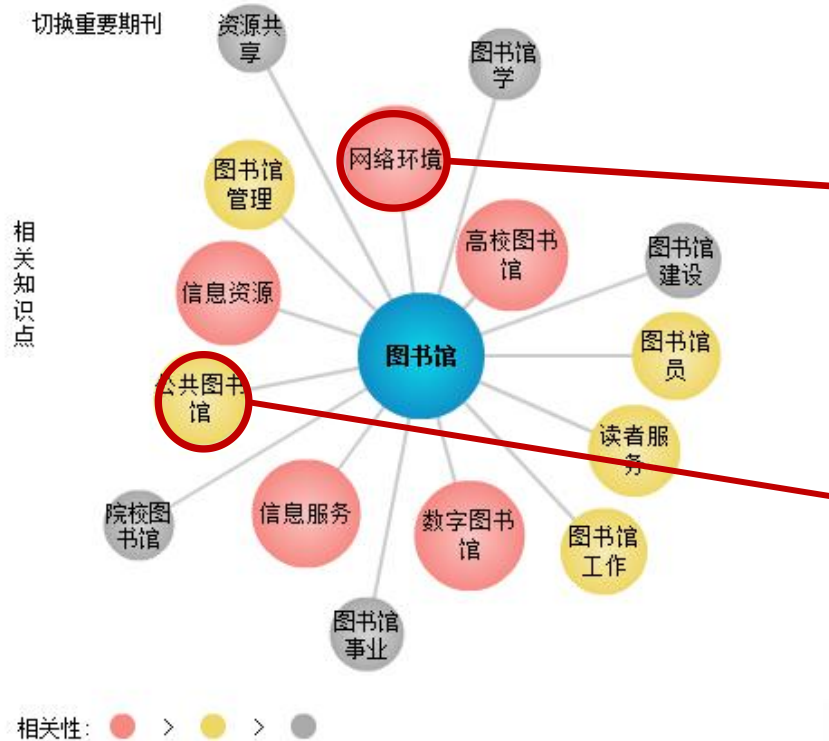 切换重要期刊
资源共
享
图书馆
学
网络环境
图书馆
管理
高校图书
馆
图书馆
建设
相
关
知
识
点
信息资源
图书馆
图书馆
员
公共图书
馆
读者服
务
院校图
书馆
信息服务
数字图书
馆
图书馆
工作
图书馆
事业
相关性: > >